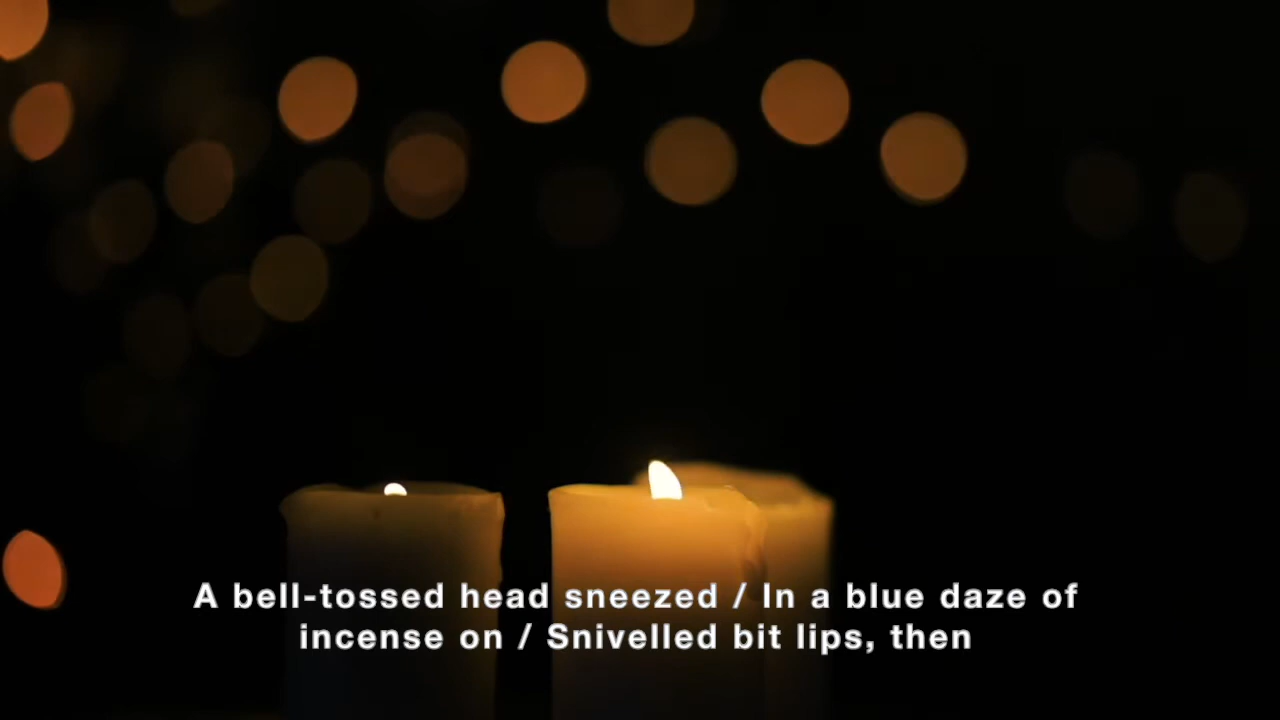 A bell-tossed head sneezed / In a blue daze of
incense on / Snivelled bit lips, then